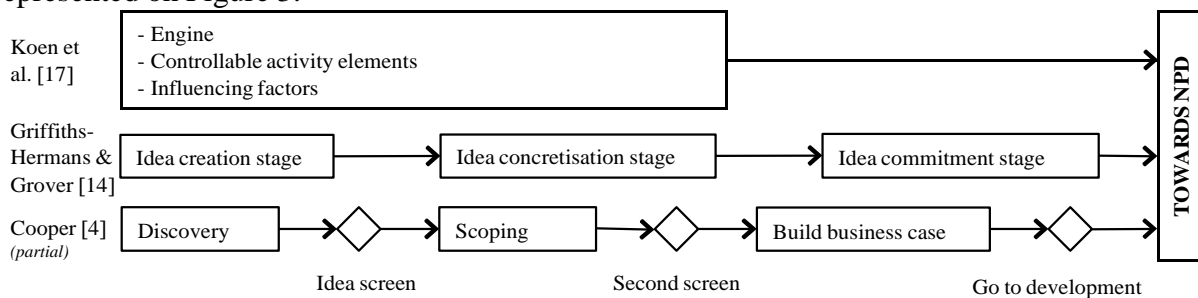 epresented on Figure 3.
Koen et
al. [17]
- Engine
- Controllable activity elements
- Influencing factors
Griffiths-
Hermans &
Grover [14]
Idea creation stage
Idea concretisation stage
Idea commitment stage
Cooper [4]
(partial)
Discovery
Scoping
Build business case
Idea screen
Second screen
Go to development
TOWARDS NPD